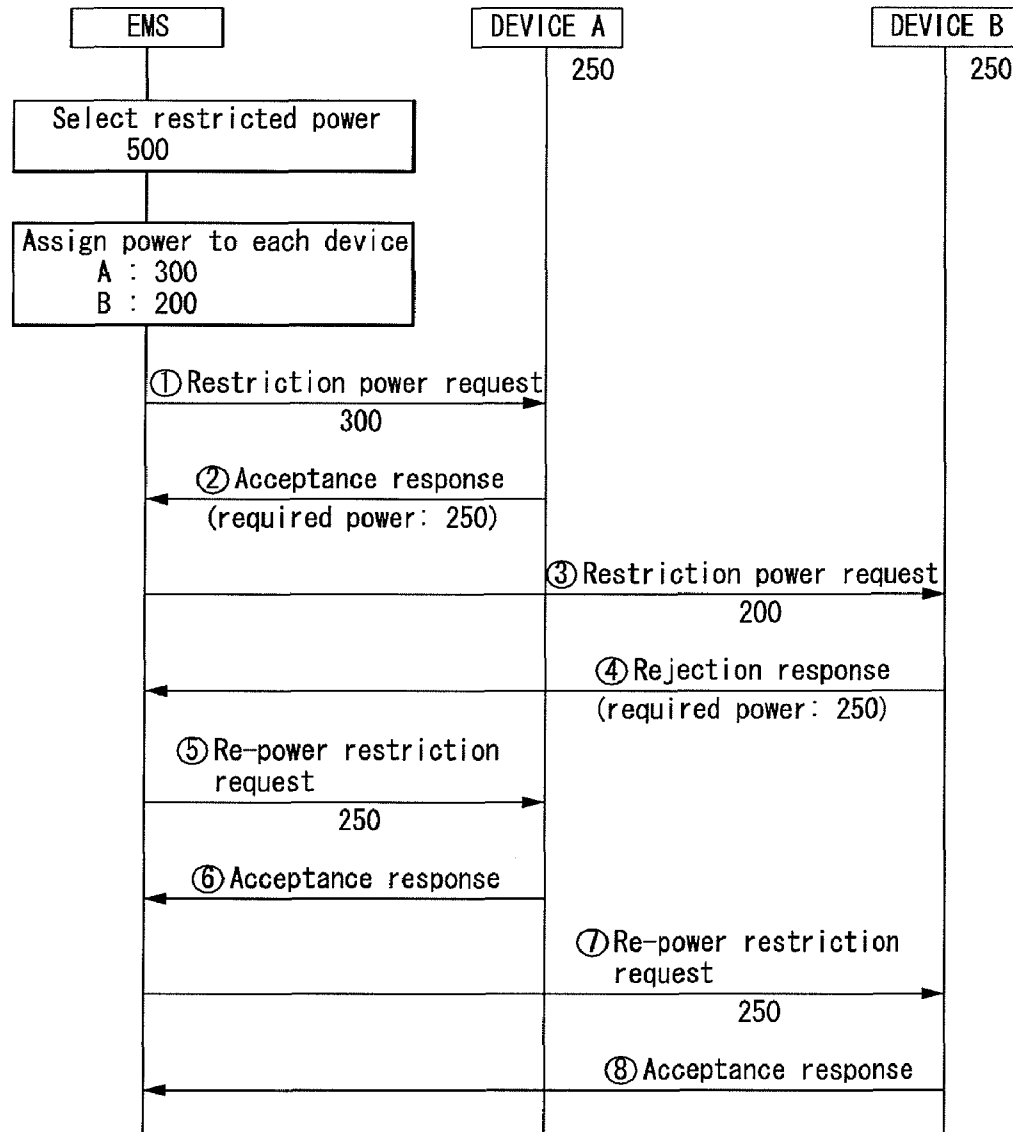 EMS
DEVICE A
DEVICE B
250
250
Select restricted power
500
Assign power to each device
A : 300
B : 200
①Restriction power request
300
②Acceptance response
(required power: 250)
③Restriction power request
200
④Rejection response
(required power: 250)
⑤Re-power restriction
request
250
⑥Acceptance response
⑦Re-power restriction
request
250
⑧Acceptance response